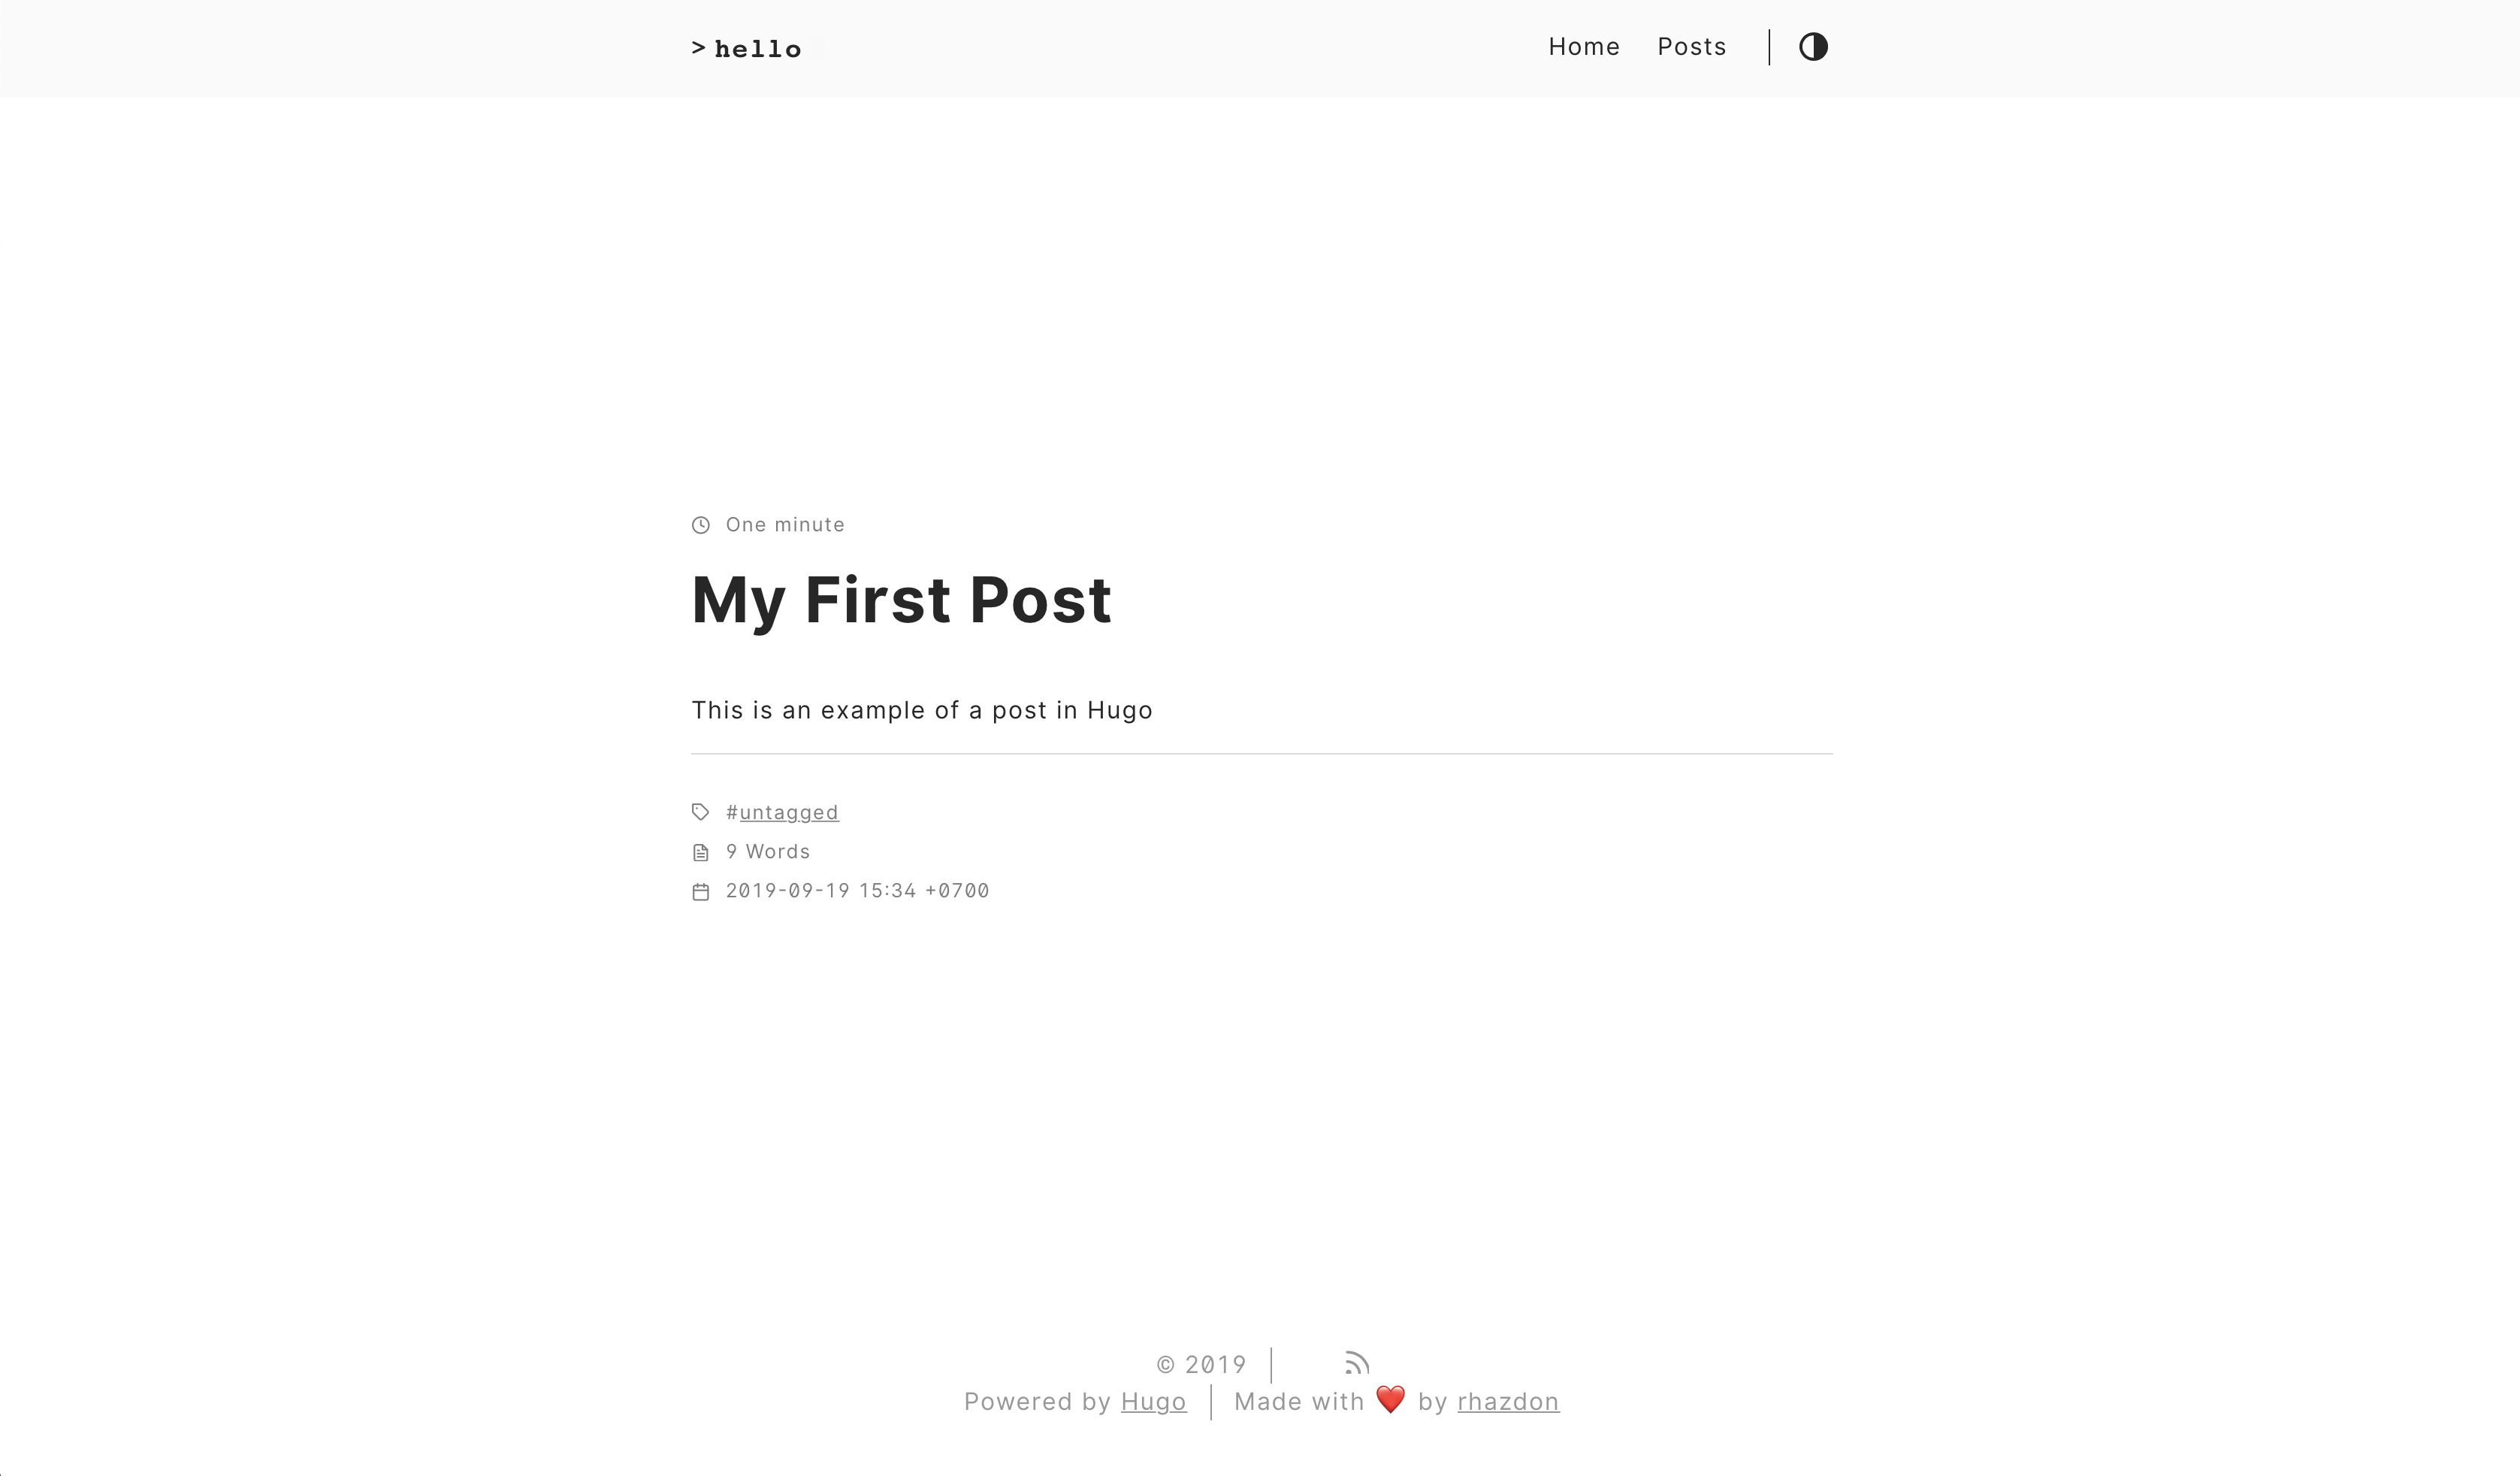 > hello
Home Posts
One minute
My First Post
This is an example of a post in Hugo
#untagged
9 Words
2019-09-19 15:34 +0700
© 2019
Powered by Hugo | Made with ❤️ by rhazdon